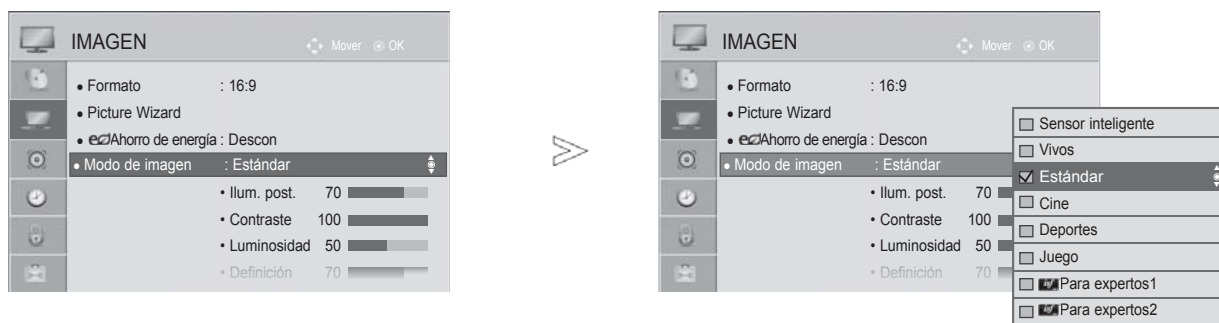 IMAGEN Mover OK
• Formato : 16:9
• Picture Wizard
• eco Ahorro de energía : Descon
• Modo de imagen : Estándar
• Ilum. post. 70
• Contraste 100
• Luminosidad 50
• Definición 70
>
IMAGEN Mover OK
• Formato : 16:9
• Picture Wizard
• eco Ahorro de energía : Descon
• Modo de imagen : Estándar
• Ilum. post. 70
• Contraste 100
• Luminosidad 50
• Definición 70
Sensor inteligente
Vivos
Estándar
Cine
Deportes
Juego
Para expertos1
Para expertos2